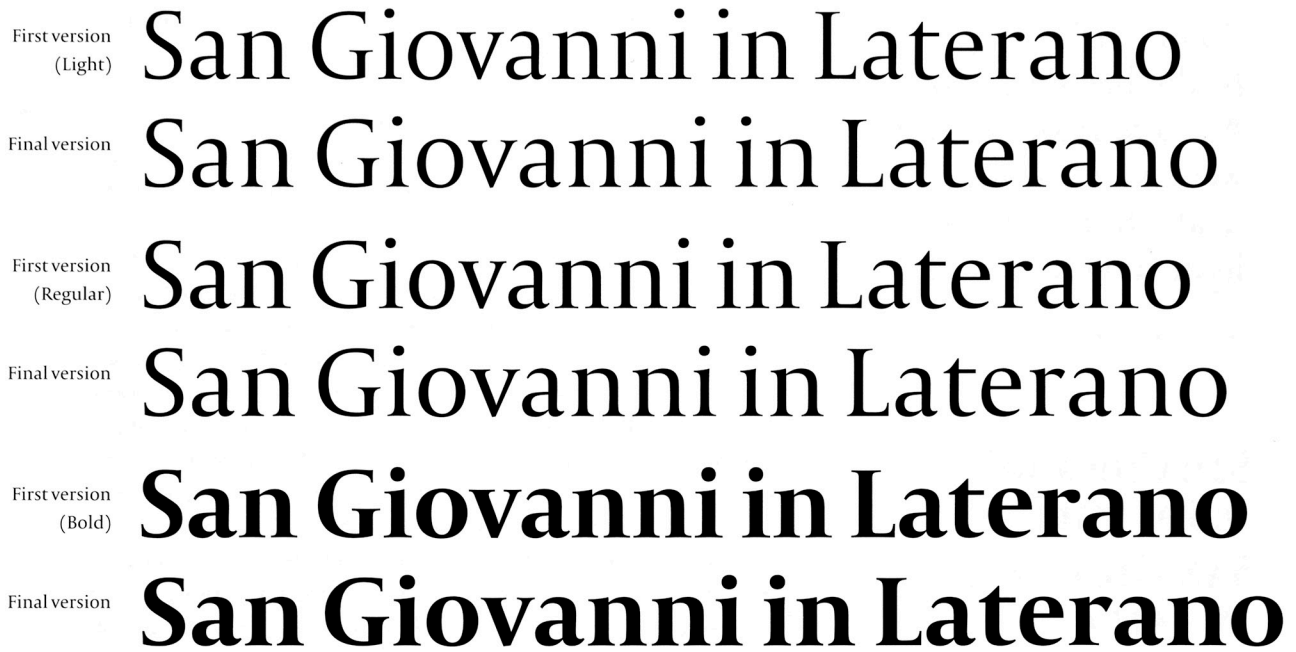 First version San Giovanni in Laterano
(Light)
Final version San Giovanni in Laterano
First version San Giovanni in Laterano
(Regular)
Final version San Giovanni in Laterano
First version San Giovanni in Laterano
(Bold)
Final version San Giovanni in Laterano